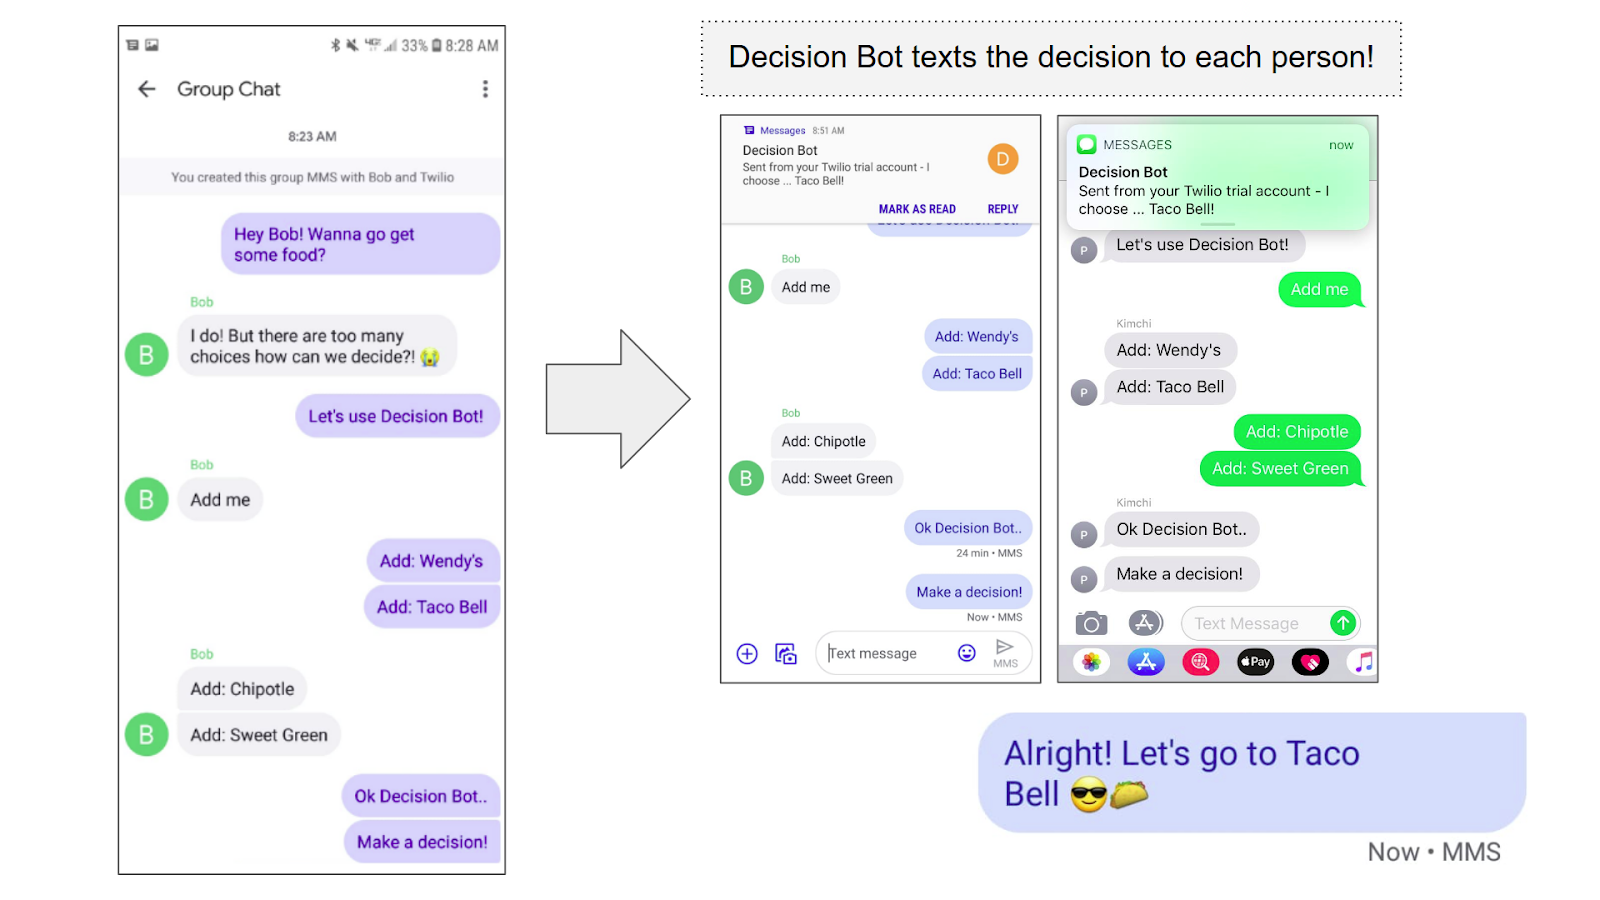 33% 8:28 AM
Group Chat
8:23 AM
You created this group MMS with Bob and Twilio
Hey Bob! Wanna go get
some food?
Bob
I do! But there are too many
B
choices how can we decide?! 😭
Let's use Decision Bot!
Bob
B
Add me
Add: Wendy's
Add: Taco Bell
Bob
Add: Chipotle
B
Add: Sweet Green
Ok Decision Bot..
Make a decision!
Decision Bot texts the decision to each person!
Messages 8:51 AM
Decision Bot
D
Sent from your Twilio trial account - I
choose ... Taco Bell!
MARK AS READ REPLY
Let's use Decision Bot!
Bob
B
Add me
Add: Wendy's
Add: Taco Bell
Bob
Add: Chipotle
B
Add: Sweet Green
Ok Decision Bot..
24 min • MMS
Make a decision!
Now • MMS
Text message
MMS
MESSAGES now
Decision Bot
Sent from your Twilio trial account - I
choose ... Taco Bell!
P
Let's use Decision Bot!
Add me
Kimchi
Add: Wendy's
P
Add: Taco Bell
Add: Chipotle
Add: Sweet Green
Kimchi
P
Ok Decision Bot..
P
Make a decision!
Text Message
Pay
Alright! Let's go to Taco
Bell 😎🌮
Now • MMS